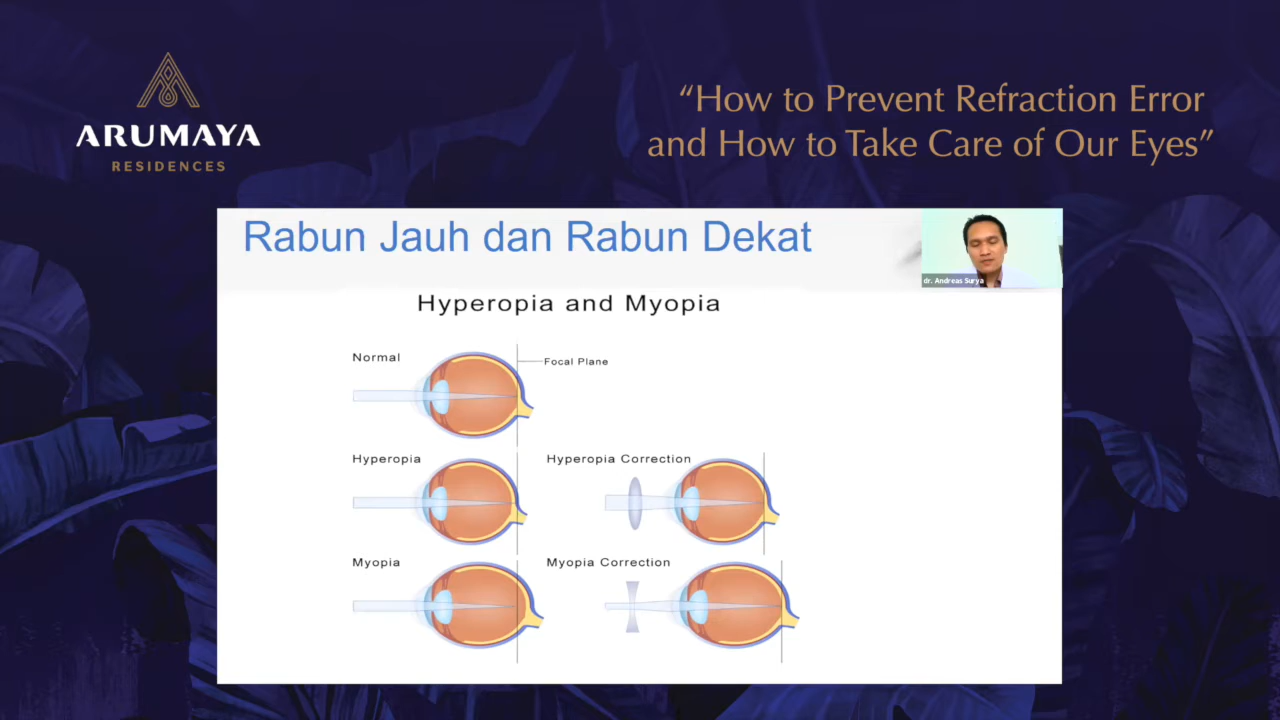 ARUMAYA
RESIDENCES
“How to Prevent Refraction Error
and How to Take Care of Our Eyes”
Rabun Jauh dan Rabun Dekat
dr. Andreas Surya
Hyperopia and Myopia
Normal
Focal Plane
Hyperopia
Hyperopia Correction
Myopia
Myopia Correction